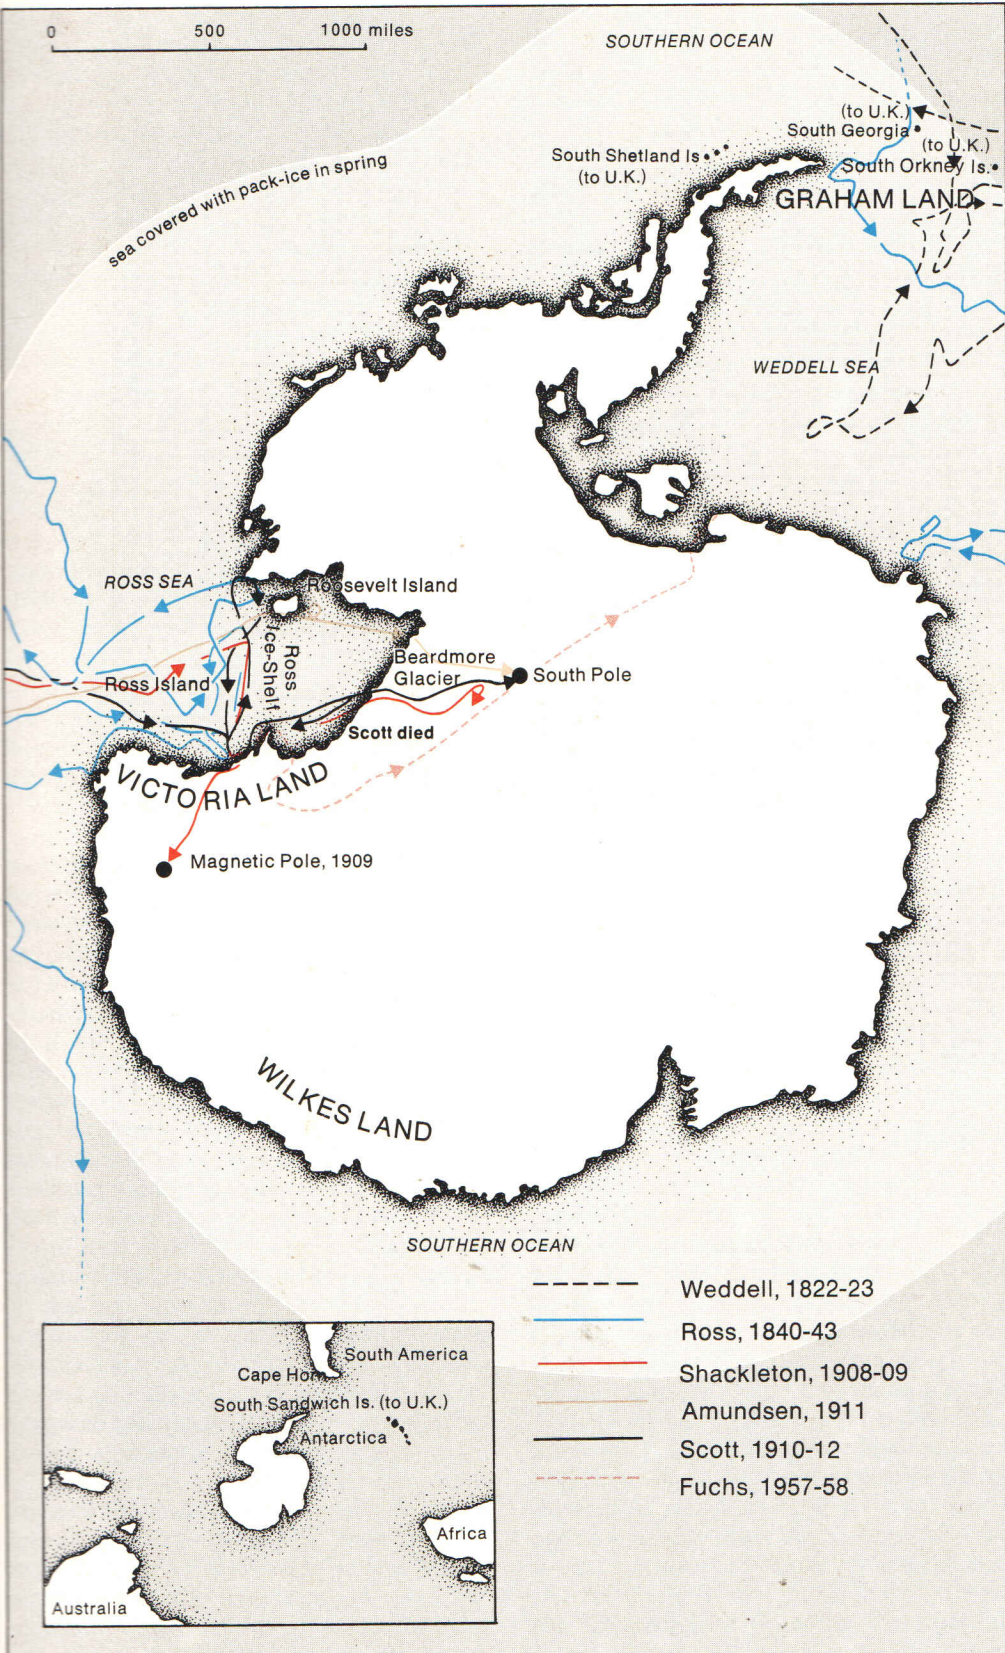 0 500 1000 miles
SOUTHERN OCEAN
(to U.K.)
South Georgia
(to U.K.)
South Shetland Is
(to U.K.)
South Orkney Is.
GRAHAM LAND
sea covered with pack-ice in spring
WEDDELL SEA
ROSS SEA
Roosevelt Island
Ross
Ice-Shelf
Beardmore
Glacier
South Pole
Ross Island
Scott died
VICTORIA LAND
Magnetic Pole, 1909
WILKES LAND
SOUTHERN OCEAN
Weddell, 1822-23
Ross, 1840-43
Shackleton, 1908-09
Amundsen, 1911
Scott, 1910-12
Fuchs, 1957-58
South America
Cape Horn
South Sandwich Is. (to U.K.)
Antarctica
Africa
Australia